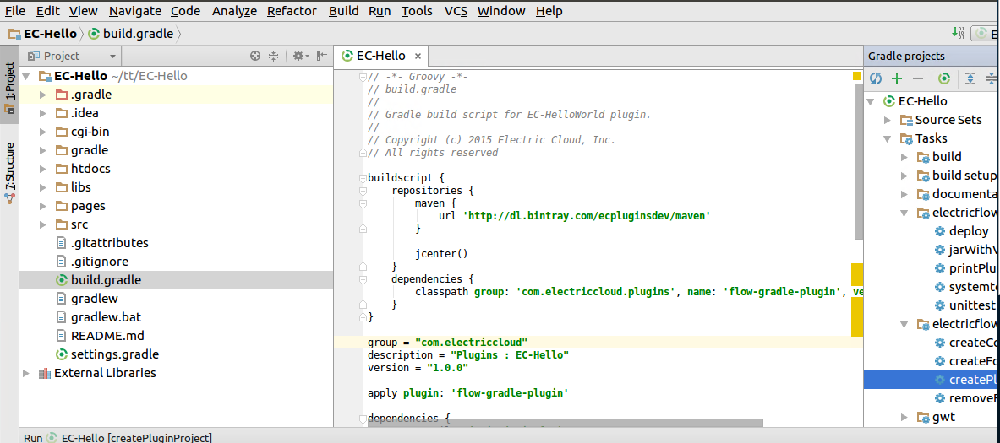 File Edit View Navigate Code Analyze Refactor Build Run Tools VCS Window Help
EC-Hello build.gradle
Project
1: Project
7: Structure
EC-Hello ~/tt/EC-Hello
.gradle
.idea
cgi-bin
gradle
htdocs
libs
pages
src
.gitattributes
.gitignore
build.gradle
gradlew
gradlew.bat
README.md
settings.gradle
External Libraries
EC-Hello ×
// -*- Groovy -*-
// build.gradle
//
// Gradle build script for EC-HelloWorld plugin.
//
// Copyright (c) 2015 Electric Cloud, Inc.
// All rights reserved
buildscript {
repositories {
maven {
url 'http://dl.bintray.com/ecpluginsdev/maven'
}
jcenter()
}
dependencies {
classpath group: 'com.electriccloud.plugins', name: 'flow-gradle-plugin', ve
}
}
group = "com.electriccloud"
description = "Plugins : EC-Hello"
version = "1.0.0"
apply plugin: 'flow-gradle-plugin'
dependencies {
Gradle projects
EC-Hello
Source Sets
Tasks
build
build setup
documenta
electricflow
deploy
jarWithV
printPlu
systemte
unittest
electricflow
createCo
createFo
createPl
removeF
gwt
Run EC-Hello [createPluginProject]